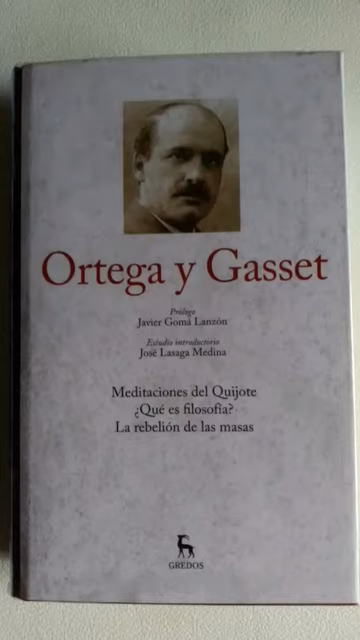 Ortega y Gasset
Prólogo
Javier Gomá Lanzón
Estudio introductorio
José Lasaga Medina
Meditaciones del Quijote
¿Qué es filosofía?
La rebelión de las masas
GREDOS